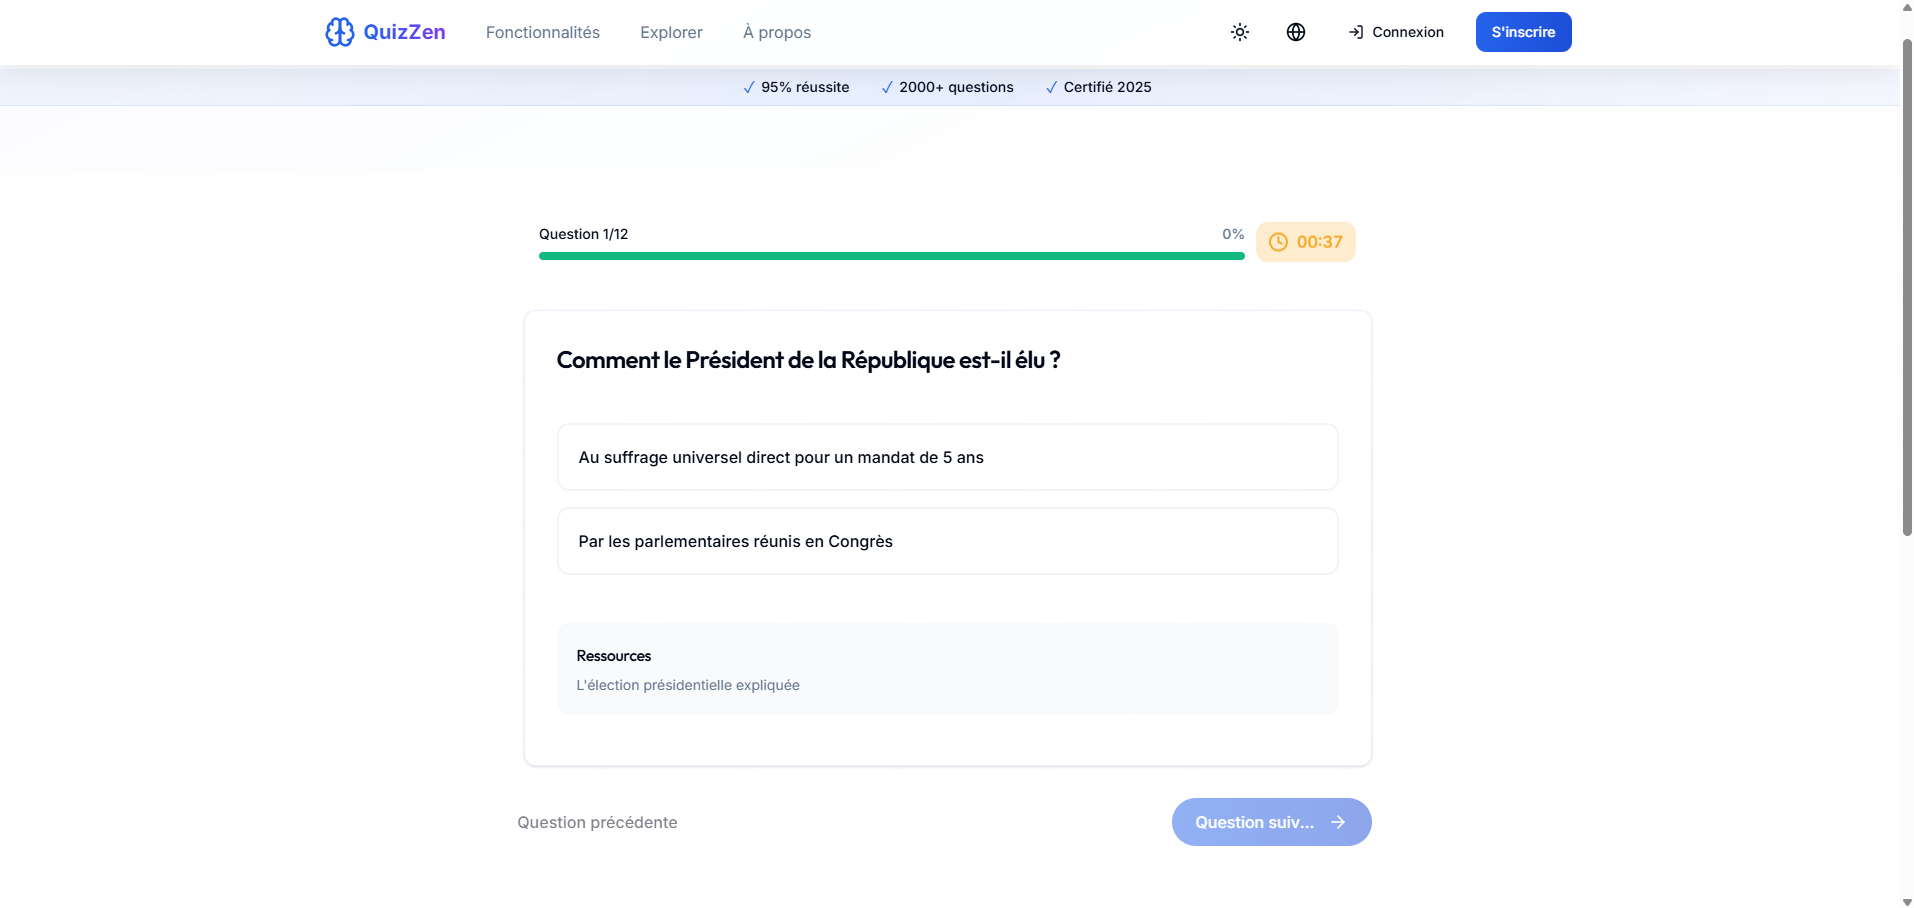 QuizZen
Fonctionnalités
Explorer
À propos
Connexion
S'inscrire
✓ 95% réussite
✓ 2000+ questions
✓ Certifié 2025
Question 1/12
0%
00:37
Comment le Président de la République est-il élu ?
Au suffrage universel direct pour un mandat de 5 ans
Par les parlementaires réunis en Congrès
Ressources
L'élection présidentielle expliquée
Question précédente
Question suiv...